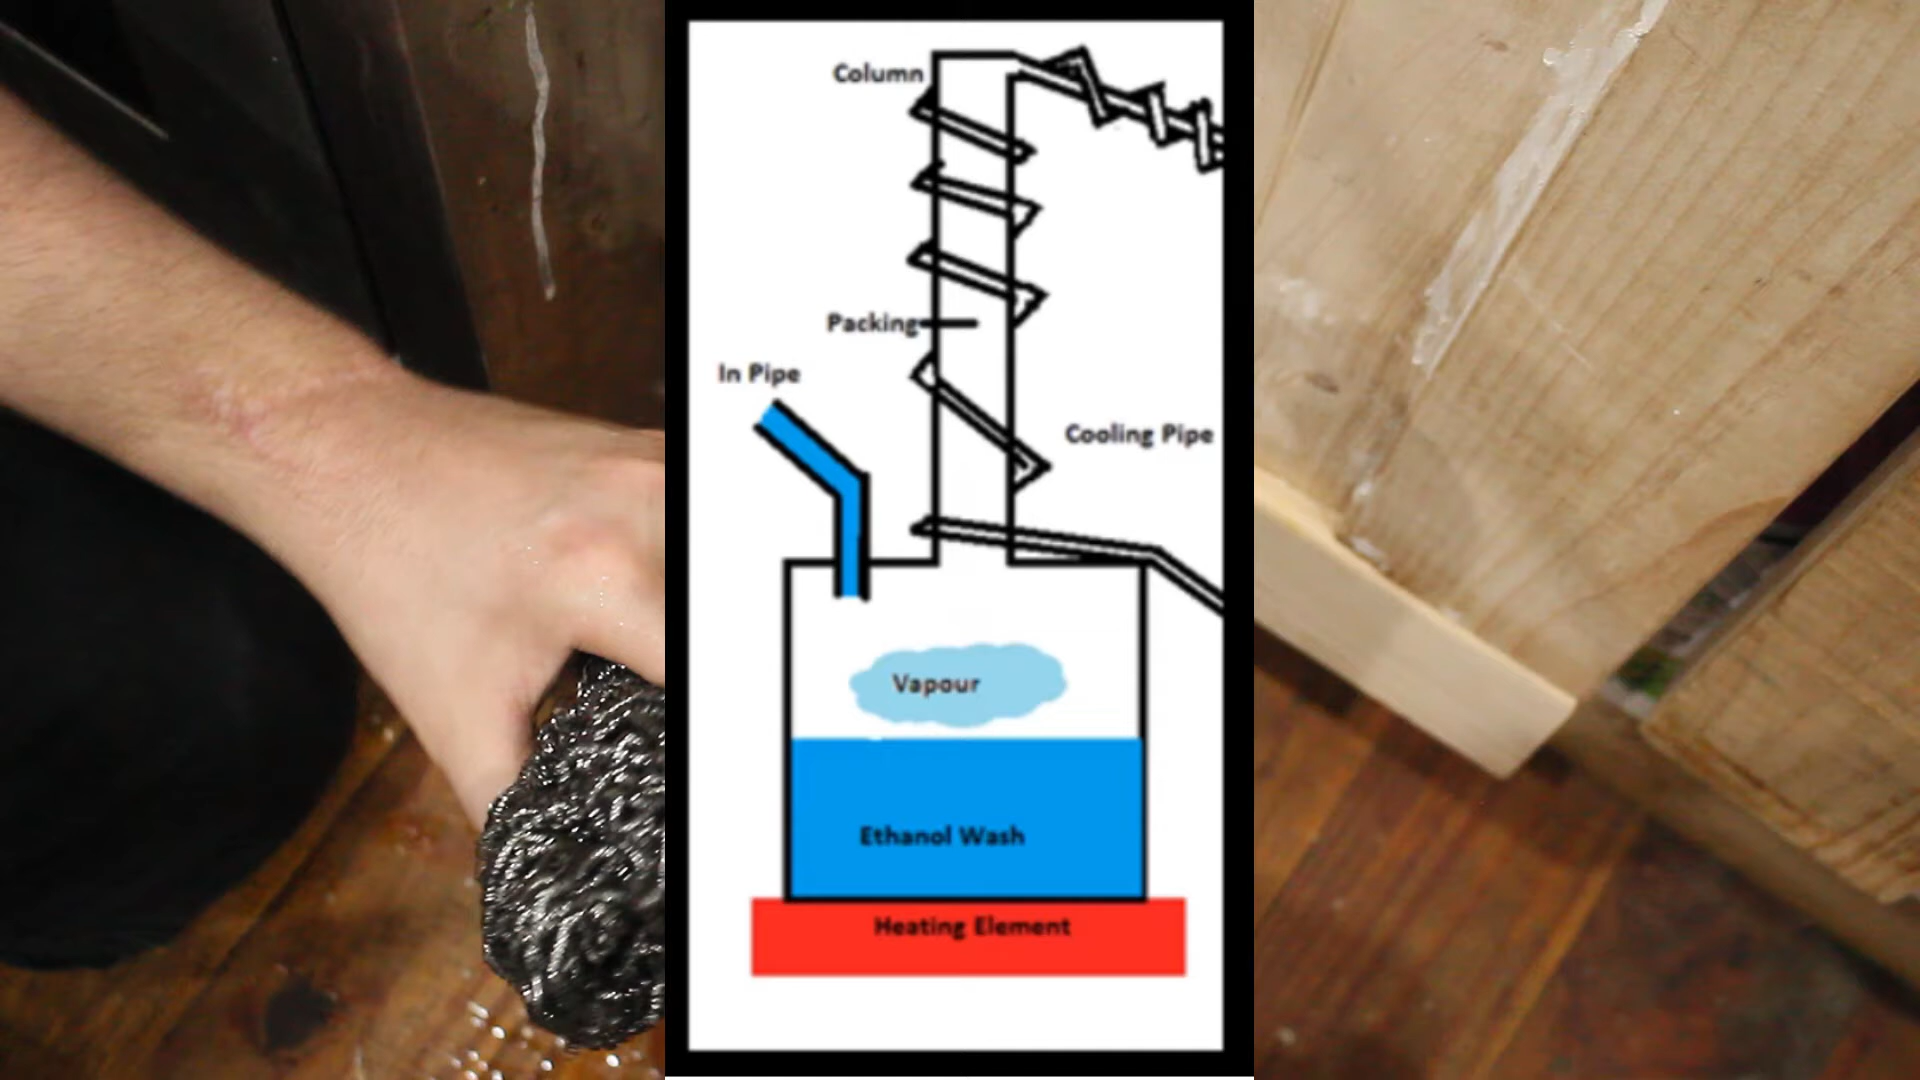 Column
Packing
In Pipe
Cooling Pipe
Vapour
Ethanol Wash
Heating Element